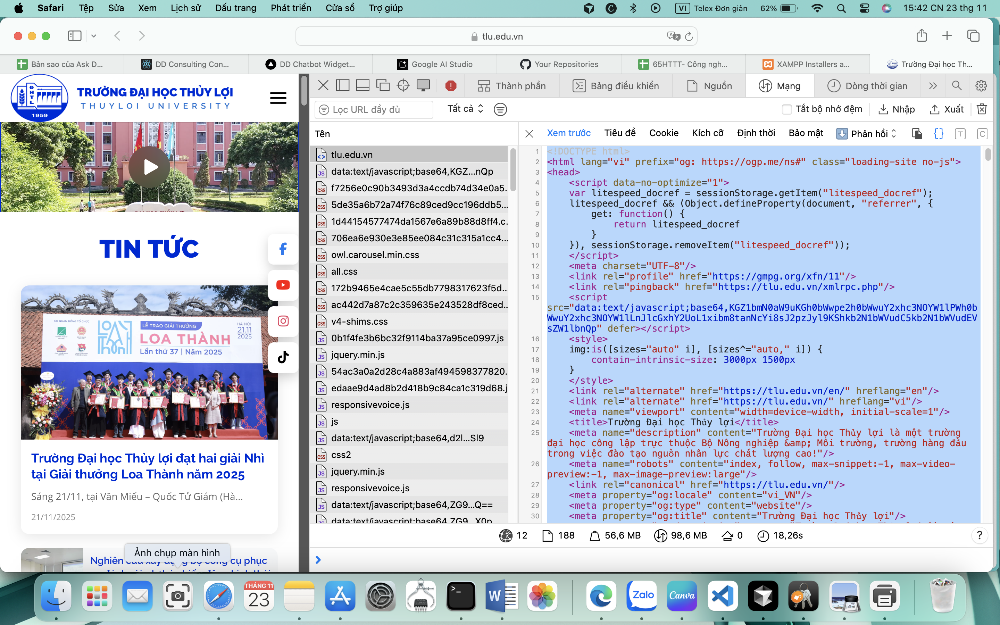 Safari Tệp Sửa Xem Lịch sử Dấu trang Phát triển Cửa sổ Trợ giúp VI Telex Đơn giản 62% 15:42 CN 23 thg 11
tlu.edu.vn
Bản sao của Ask D... DD Consulting Con... DD Chatbot Widget... Google AI Studio Your Repositories 65HTTT- Công ngh... XAMPP Installers a... Trường Đại học Th...
ĐHTL
1959
TRƯỜNG ĐẠI HỌC THỦY LỢI
THUYLOI UNIVERSITY
TIN TỨC
CƠ QUAN ĐỒNG TỔ CHỨC
LOA THÀNH
LỄ TRAO GIẢI THƯỞNG
LOA THÀNH
Lần thứ 37 | Năm 2025
HÀ NỘI
21.11
2025
Trường Đại học Thủy lợi đạt hai giải Nhì
tại Giải thưởng Loa Thành năm 2025
Sáng 21/11, tại Văn Miếu – Quốc Tử Giám (Hà...
21/11/2025
Ảnh chụp màn hình
Nghiên cứu xây dựng bộ công cụ phục
Thành phần Bảng điều khiển Nguồn Mạng Dòng thời gian
Lọc URL đầy đủ Tất cả Tắt bộ nhớ đệm Nhập Xuất
Tên
Xem trước Tiêu đề Cookie Kích cỡ Định thời Bảo mật Phản hồi {} T C
tlu.edu.vn
data:text/javascript;base64,KGZ...nQp
f7256e0c90b3493d3a4ccdb74d34e0a5.
5de35a6b72a74f76c89ced9cc196ddb5...
1d44154577474da1567e6a89b88d8ff4.c.
706ea6e930e3e85ee084c31c315a1cc4...
owl.carousel.min.css
all.css
172b9465e4cae5c55db7798317623f5d...
ac442d7a87c2c359635e243528df8ced..
v4-shims.css
0b1f4fe3b6bc32f9114ba37a95ce0997.js
jquery.min.js
54ac3a0a2d28c4a883af494598377820.
edaae9d4ad8b2d418b9c84ca1c319d68.j
responsivevoice.js
js
data:text/javascript;base64,d2l...Sl9
css2
jquery.min.js
responsivevoice.js
data:text/javascript;base64,ZG9...Q==
data:text/javascript;base64,ZG9...X0p
1 <!DOCTYPE html>
2 <html lang="vi" prefix="og: https://ogp.me/ns#" class="loading-site no-js">
3 <head>
4 <script data-no-optimize="1">
5 var litespeed_docref = sessionStorage.getItem("litespeed_docref");
6 litespeed_docref && (Object.defineProperty(document, "referrer", {
7 get: function() {
8 return litespeed_docref
9 }
10 }), sessionStorage.removeItem("litespeed_docref"));
11 </script>
12 <meta charset="UTF-8"/>
13 <link rel="profile" href="https://gmpg.org/xfn/11"/>
14 <link rel="pingback" href="https://tlu.edu.vn/xmlrpc.php"/>
15 <script
src="data:text/javascript;base64,KGZ1bmN0aW9uKGh0bWwpe2h0bWwuY2xhc3NOYW1lPWh0b
WwuY2xhc3NOYW1lLnJlcGxhY2UoL1xibm8tanNcYi8sJ2pzJyl9KShkb2N1bWVudC5kb2N1bWVudEV
sZW1lbnQp" defer></script>
16 <style>
17 img:is([sizes="auto" i], [sizes^="auto," i]) {
18 contain-intrinsic-size: 3000px 1500px
19 }
20 </style>
21 <link rel="alternate" href="https://tlu.edu.vn/en/" hreflang="en"/>
22 <link rel="alternate" href="https://tlu.edu.vn/" hreflang="vi"/>
23 <meta name="viewport" content="width=device-width, initial-scale=1"/>
24 <title>Trường Đại học Thủy lợi</title>
25 <meta name="description" content="Trường Đại học Thủy lợi là một trường
đại học công lập trực thuộc Bộ Nông nghiệp &amp; Môi trường, trường hàng đầu
trong việc đào tạo nguồn nhân lực chất lượng cao!"/>
26 <meta name="robots" content="index, follow, max-snippet:-1, max-video-
preview:-1, max-image-preview:large"/>
27 <link rel="canonical" href="https://tlu.edu.vn/"/>
28 <meta property="og:locale" content="vi_VN"/>
29 <meta property="og:type" content="website"/>
30 <meta property="og:title" content="Trường Đại học Thủy lợi"/>
12 188 56,6 MB 98,6 MB 0 18,26s ?
THÁNG 11
23
W
Zalo
Canva